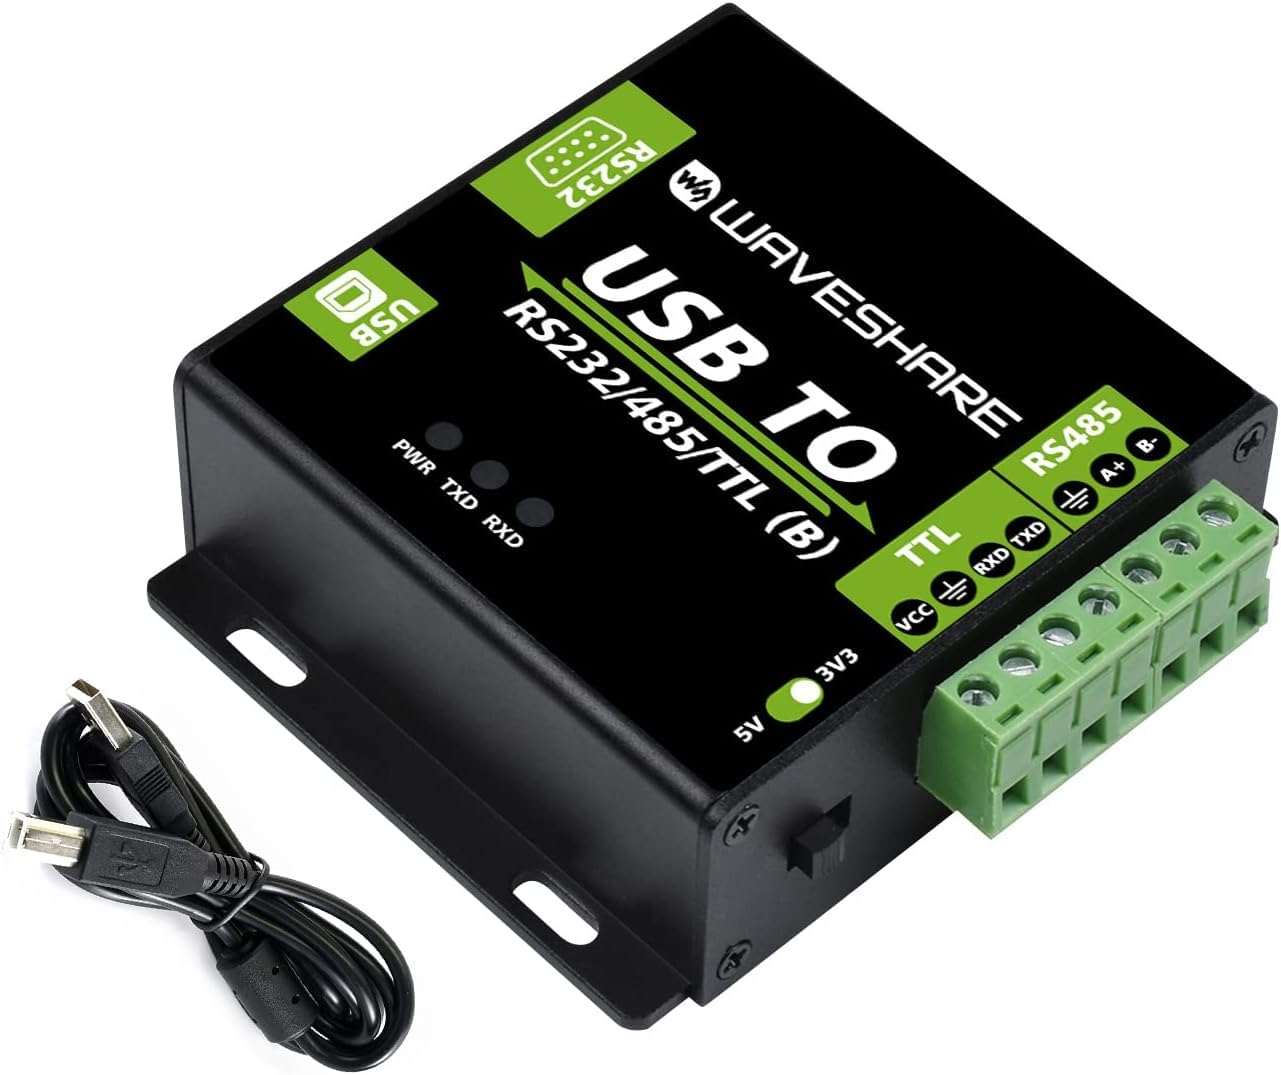 WAVESHARE
RS232
USB
USB TO
RS232/485/TTL (B)
PWR TXD RXD
RS485
A+ B-
TTL
VCC RXD TXD
5V 3V3